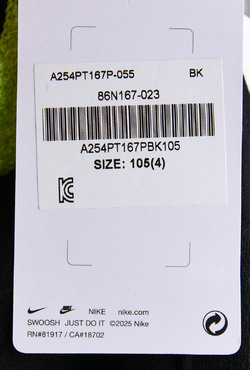 A254PT167P-055 BK
86N167-023
A254PT167PBK105
SIZE: 105(4)
NIKE nike.com
SWOOSH JUST DO IT ©2025 Nike
RN#81917 / CA#18702